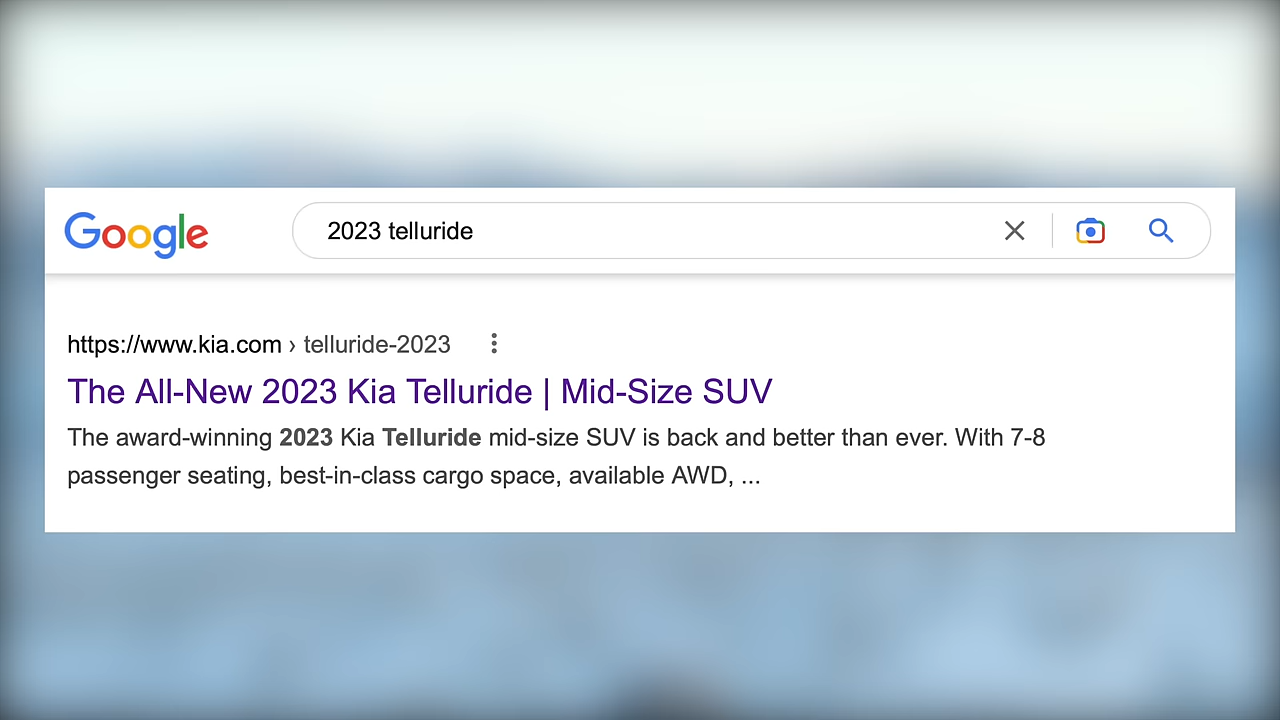 Google
2023 telluride
https://www.kia.com › telluride-2023
The All-New 2023 Kia Telluride | Mid-Size SUV
The award-winning 2023 Kia Telluride mid-size SUV is back and better than ever. With 7-8
passenger seating, best-in-class cargo space, available AWD, ...